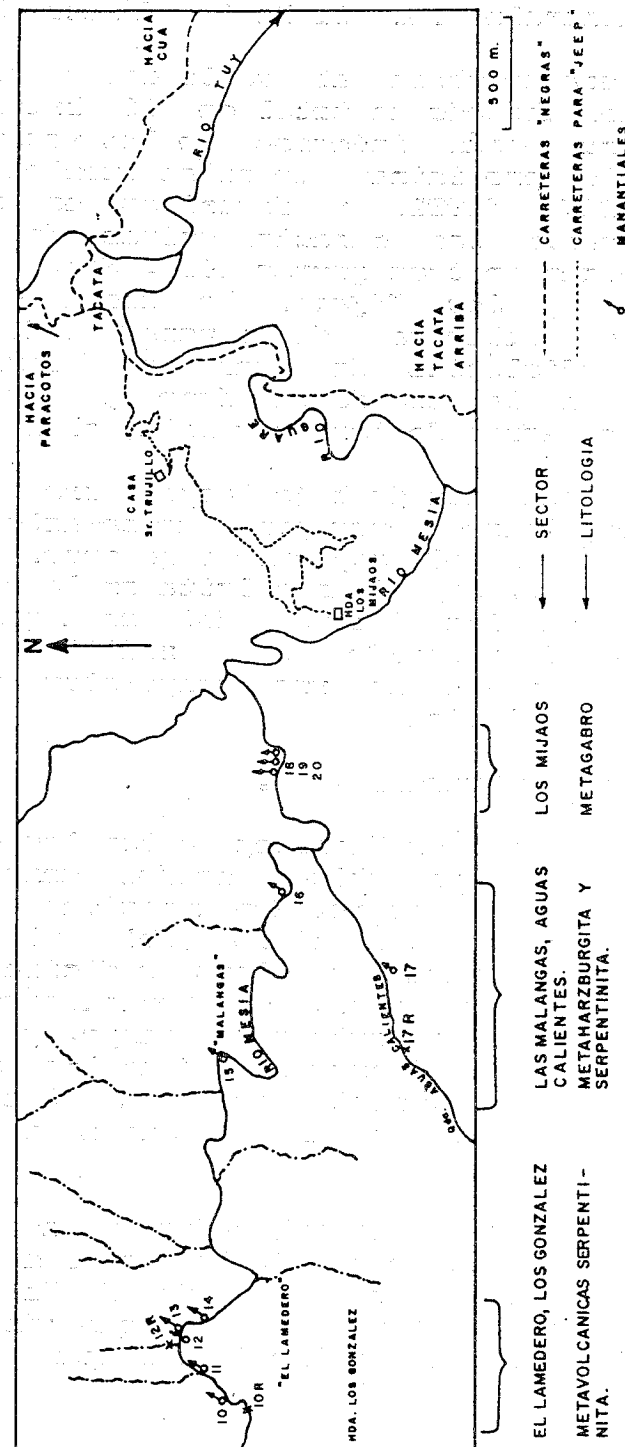 HACIA
CUA
RIO TUY
HACIA
PARACOTOS
TACATA
CASA
Sr. TRUJILLO
HACIA
TACATA
ARRIBA
RIO BUARE
HDA
LOS
MIJAOS
RIO MESIA
N
18
19
20
16
"MALANGAS"
15
RIO MESIA
17
17 R
Qda. AGUAS CALIENTES
12R
13
14
12
11
10
10R
"EL LAMEDERO"
HDA. LOS GONZALEZ
500 m.
EL LAMEDERO, LOS GONZALEZ
METAVOLCANICAS SERPENTI-
NITA.
LAS MALANGAS, AGUAS
CALIENTES.
METAHARZBURGITA Y
SERPENTINITA.
LOS MIJAOS
METAGABRO
SECTOR
LITOLOGIA
CARRETERAS "NEGRAS"
CARRETERAS PARA "JEEP"
MANANTIALES